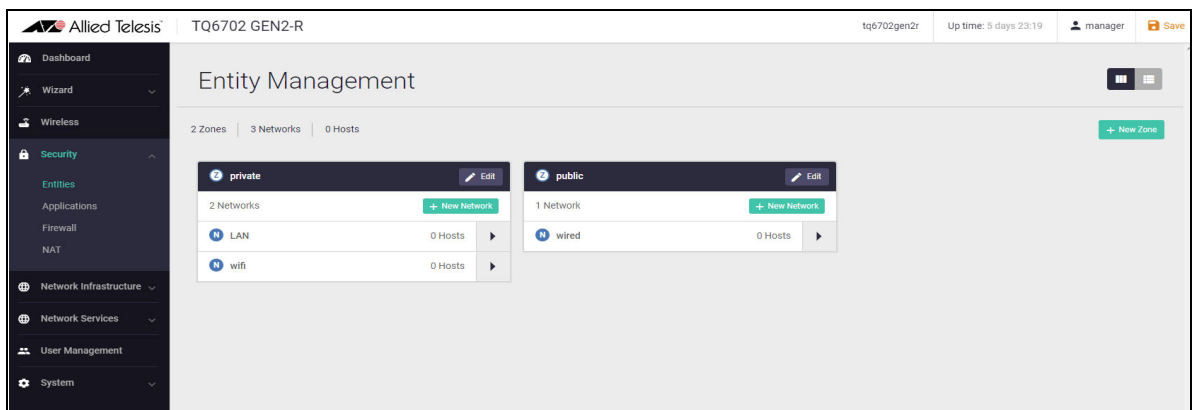 Allied Telesis TQ6702 GEN2-R tq6702gen2r Up time: 5 days 23:19 manager Save
Dashboard
Wizard
Wireless
Security
Entities
Applications
Firewall
NAT
Network Infrastructure
Network Services
User Management
System
Entity Management
2 Zones 3 Networks 0 Hosts + New Zone
Z private Edit
2 Networks + New Network
N LAN 0 Hosts
N wifi 0 Hosts
Z public Edit
1 Network + New Network
N wired 0 Hosts